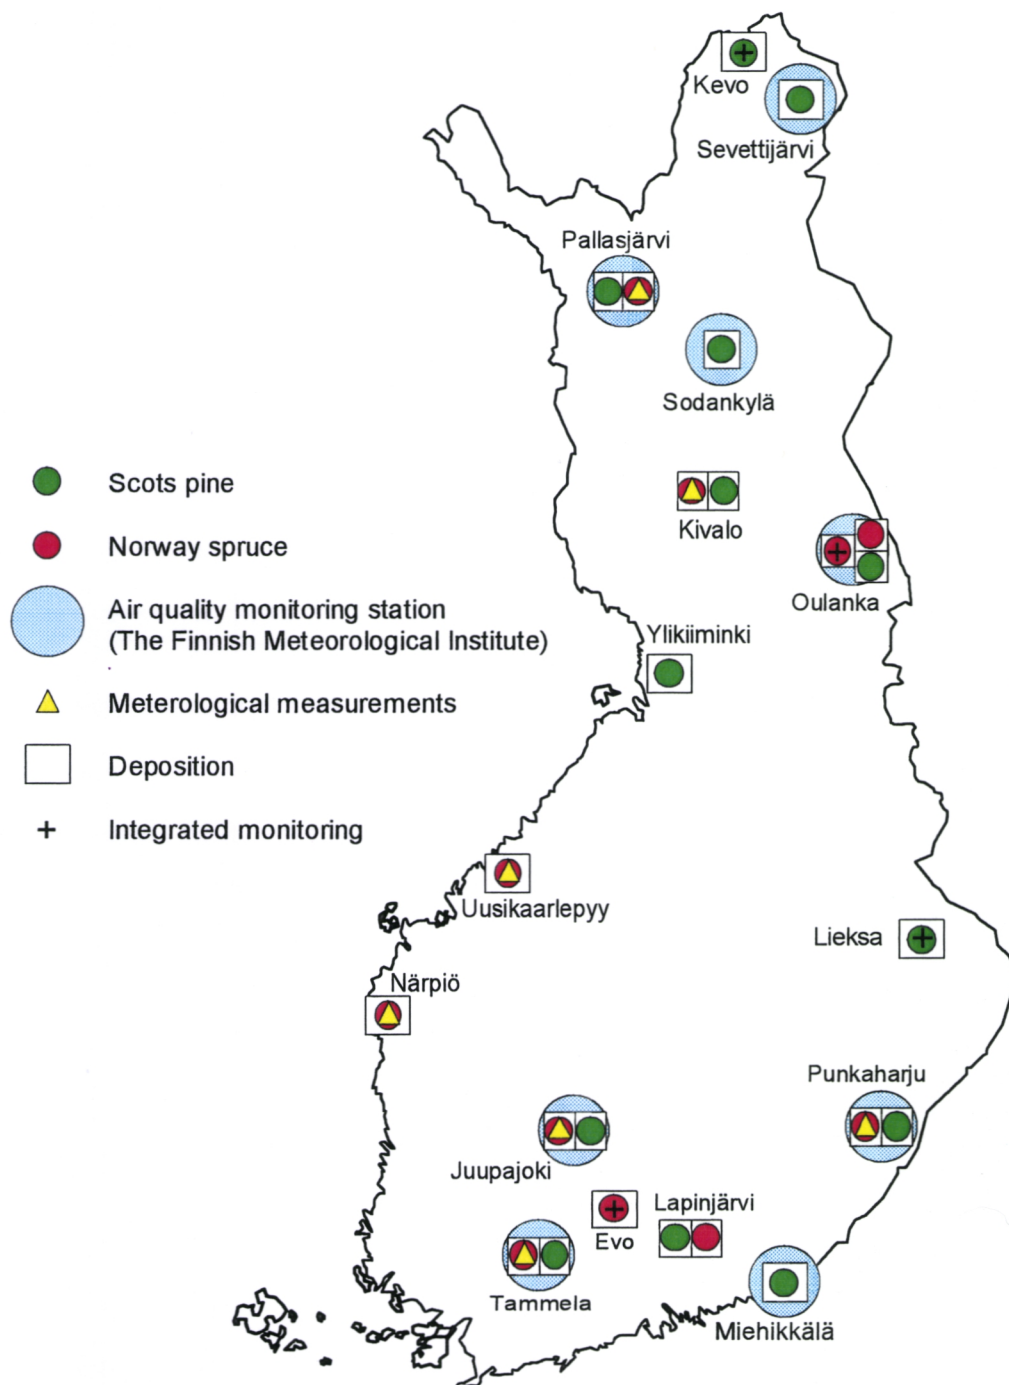 Kevo
Sevettijärvi
Pallasjärvi
Sodankylä
Kivalo
Oulanka
Ylikiiminki
Scots pine
Norway spruce
Air quality monitoring station
(The Finnish Meteorological Institute)
Meterological measurements
Deposition
Integrated monitoring
Uusikaarlepyy
Lieksa
Närpiö
Punkaharju
Juupajoki
Lapinjärvi
Evo
Tammela
Miehikkälä